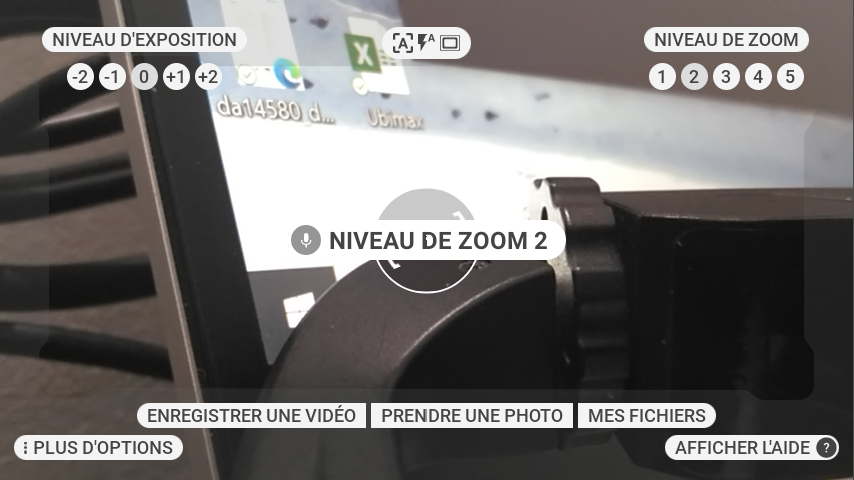 NIVEAU D'EXPOSITION
-2 -1 0 +1 +2
A A
NIVEAU DE ZOOM
1 2 3 4 5
X
da14580_d...
Ubimax
NIVEAU DE ZOOM 2
ENREGISTRER UNE VIDÉO
PRENDRE UNE PHOTO
MES FICHIERS
PLUS D'OPTIONS
AFFICHER L'AIDE ?